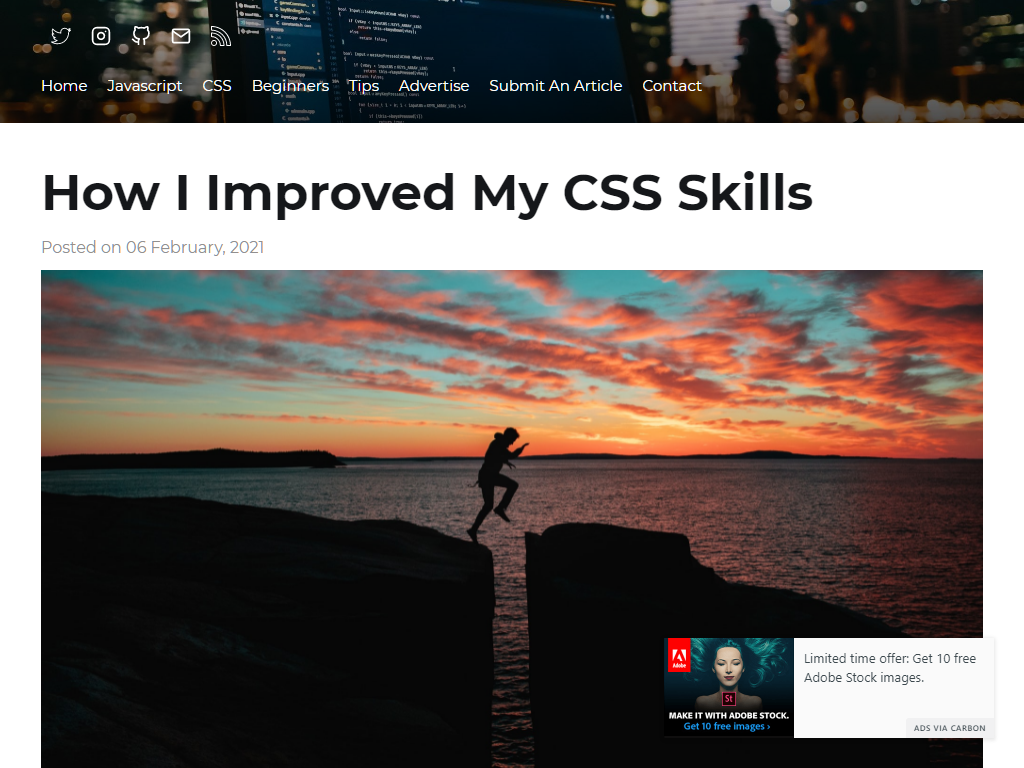 Home Javascript CSS Beginners Tips Advertise Submit An Article Contact
How I Improved My CSS Skills
Posted on 06 February, 2021
Adobe
St
MAKE IT WITH ADOBE STOCK.
Get 10 free images ›
Limited time offer: Get 10 free
Adobe Stock images.
ADS VIA CARBON